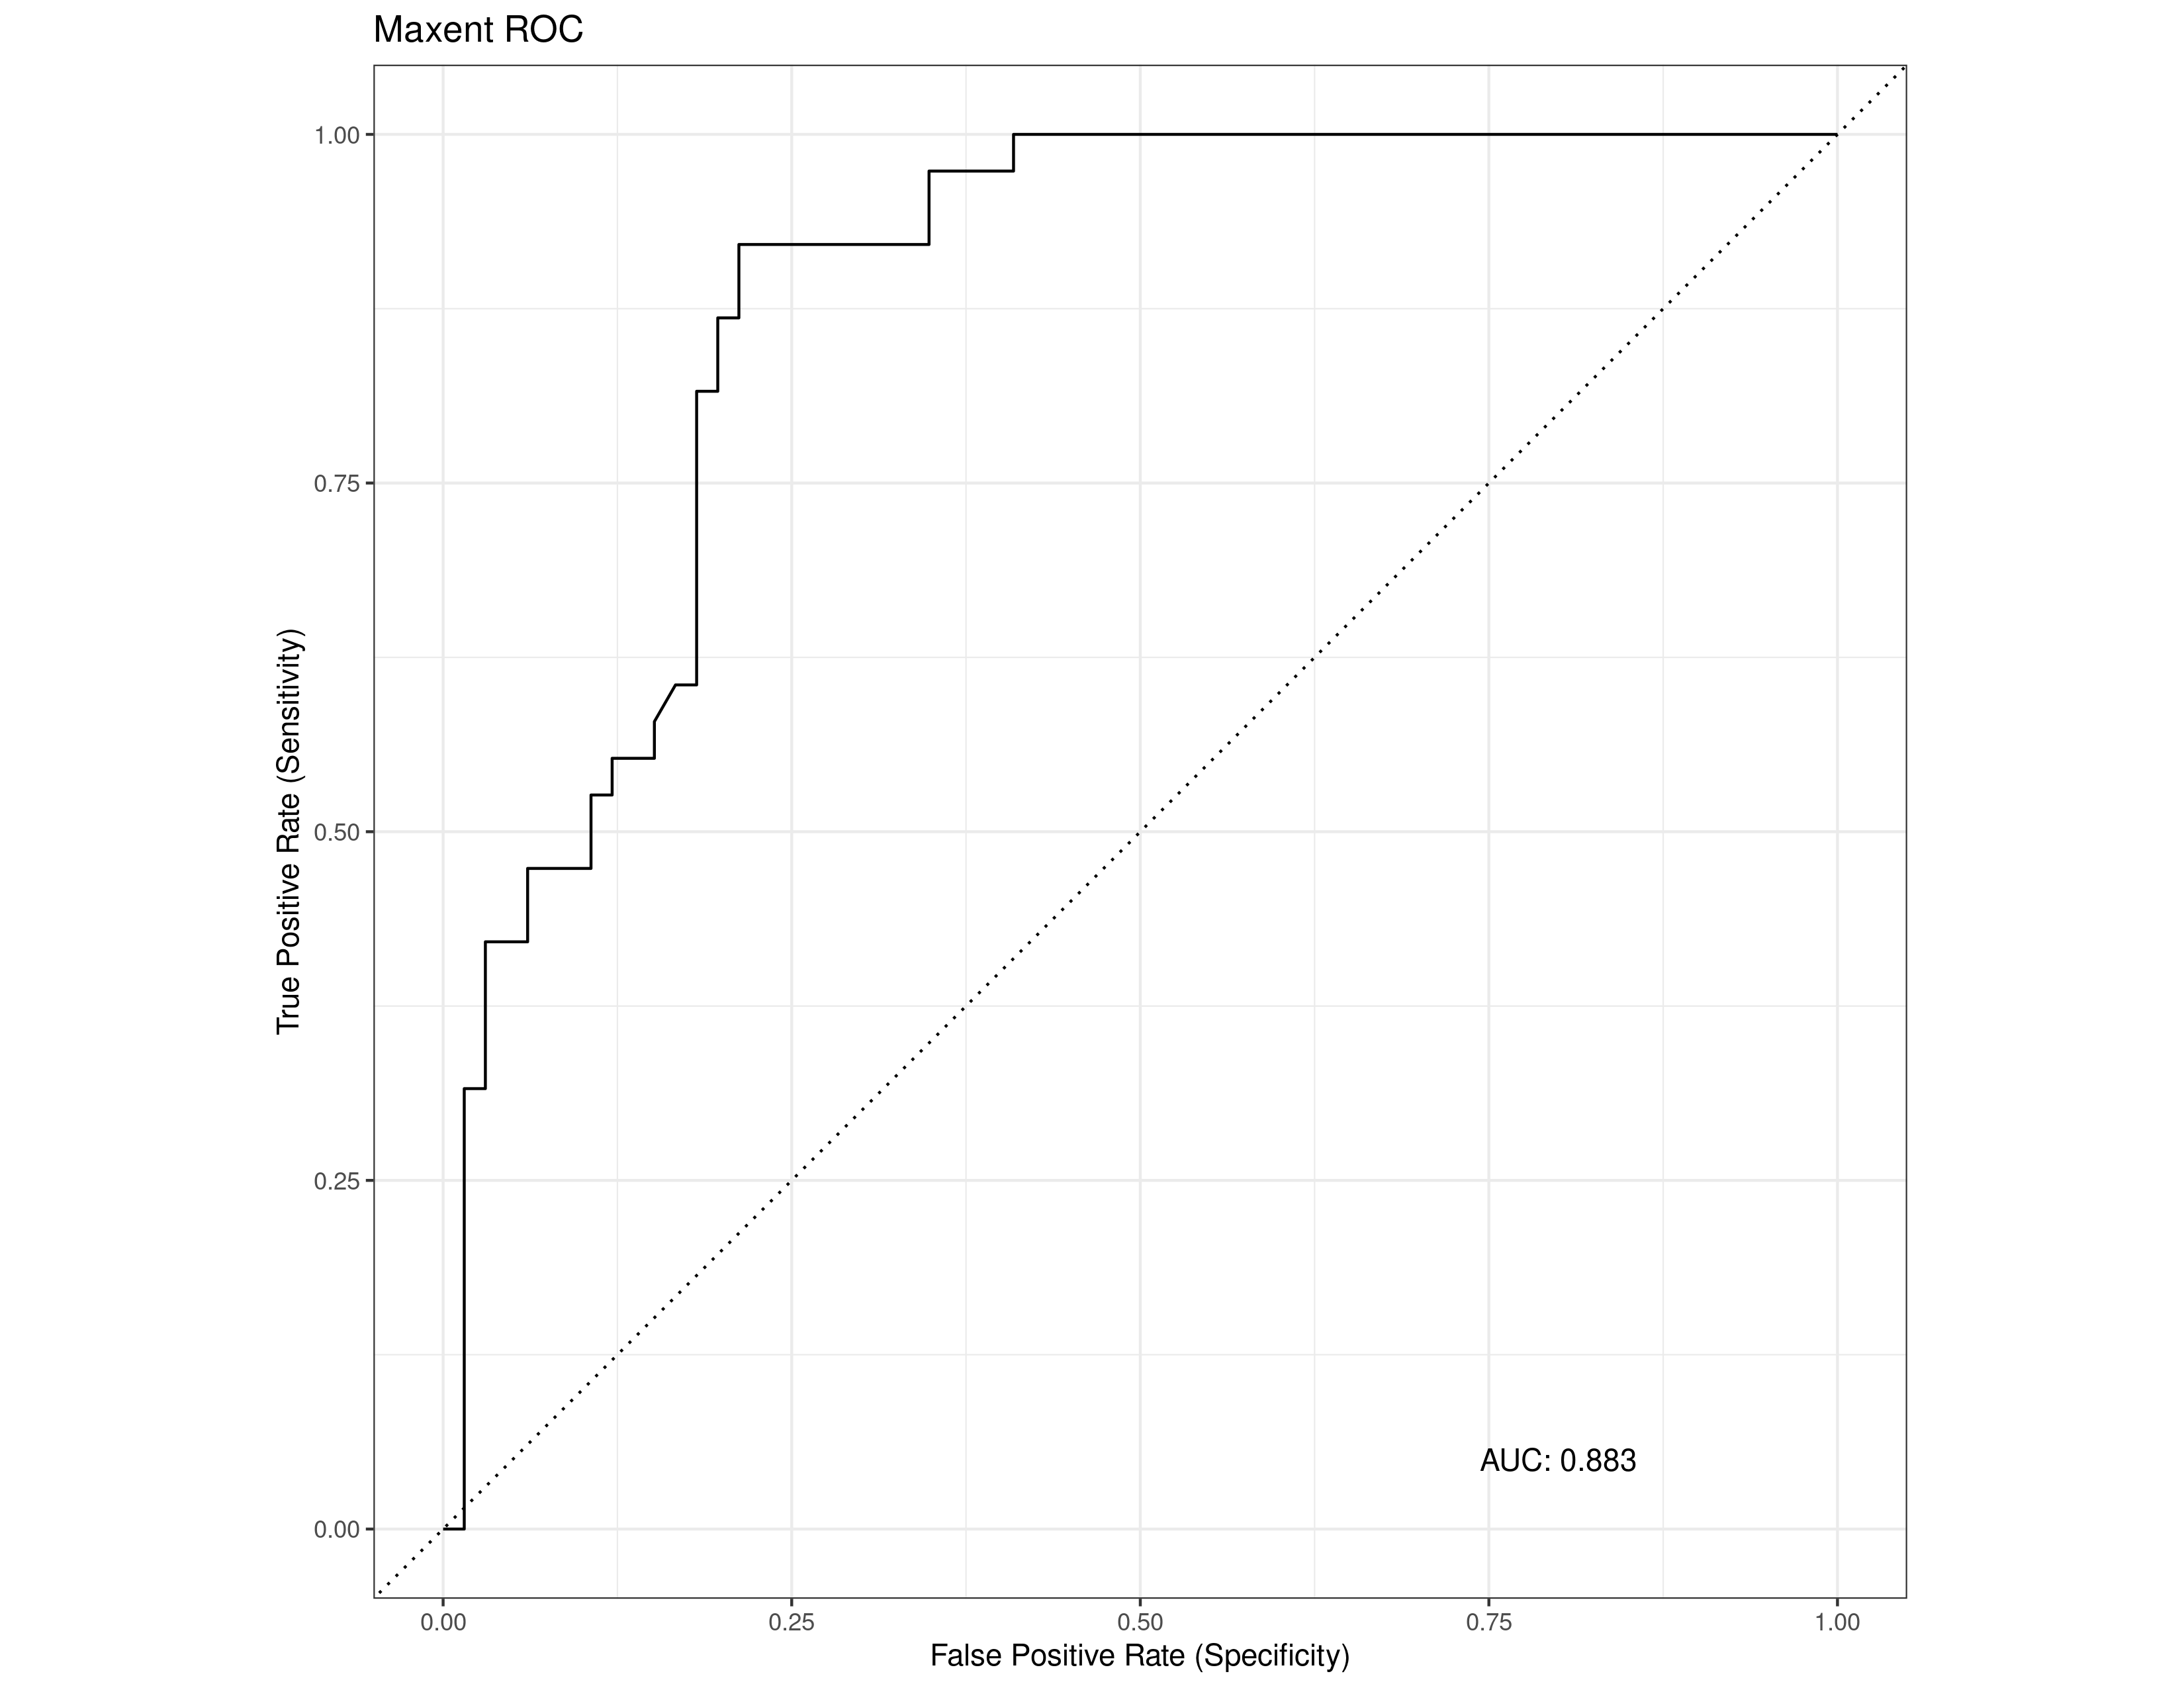 Maxent ROC
True Positive Rate (Sensitivity)
1.00
0.75
0.50
0.25
0.00
AUC: 0.883
0.00 0.25 0.50 0.75 1.00
False Positive Rate (Specificity)